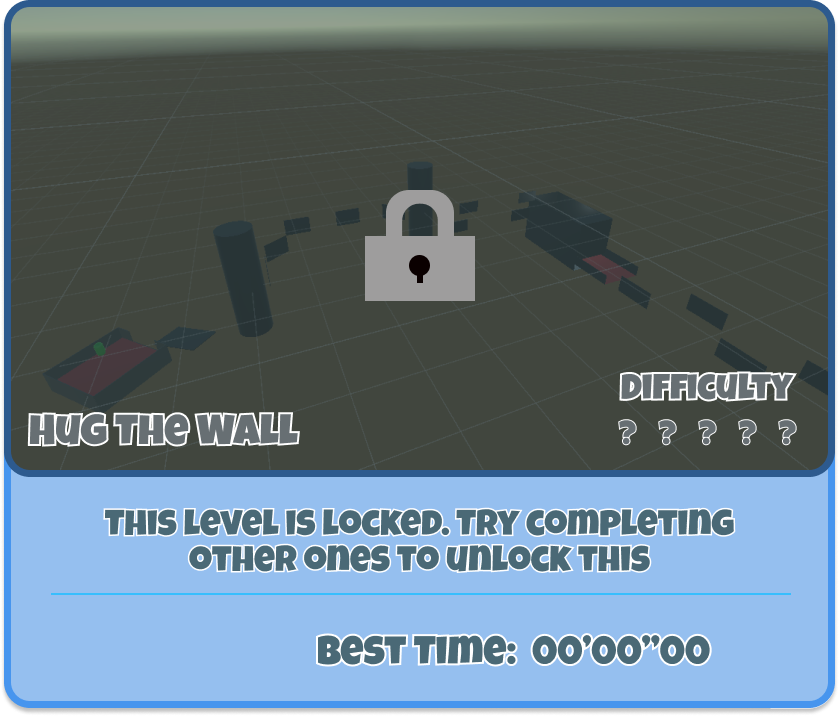 HUG THE WALL
DIFFICULTY
? ? ? ? ?
THIS LEVEL IS LOCKED. TRY COMPLETING
OTHER ONES TO UNLOCK THIS
BEST TIME: 00'00"00